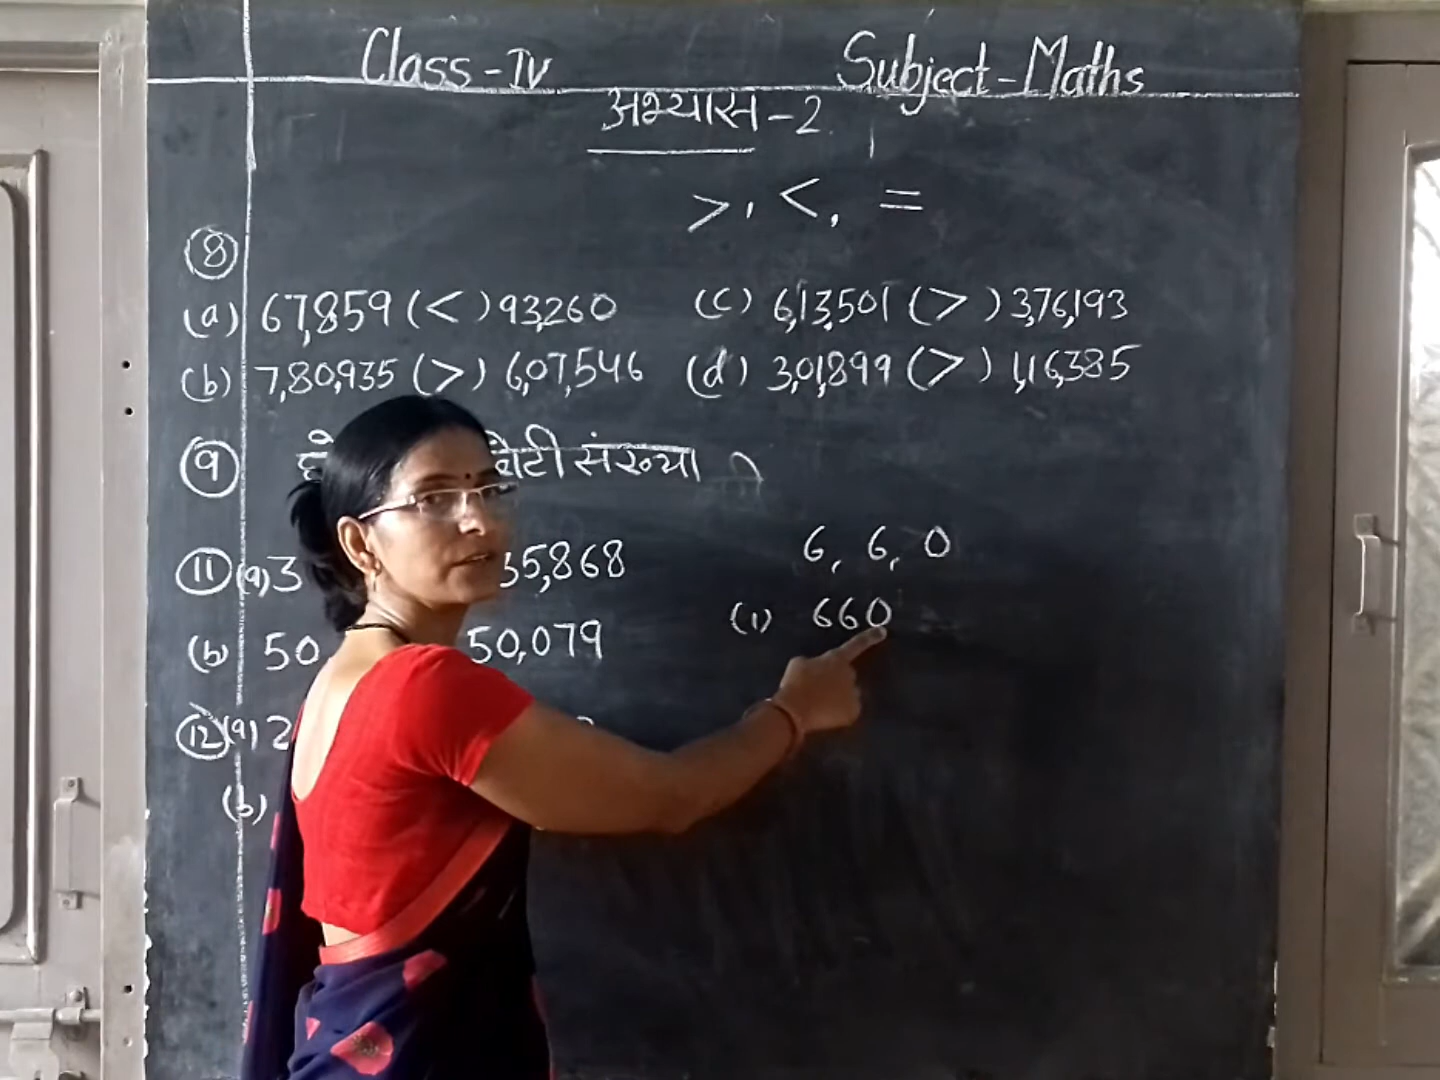 Class-IV Subject-Maths
अभ्यास-2
>, <, =
8
(a) 67,859 (<) 93,260 (c) 6,13,501 (>) 3,76,193
(b) 7,80,935 (>) 6,07,546 (d) 3,01,899 (>) 1,16,385
9 संख्या
6, 6, 0
11 (a) 3 35,868
(i) 660
(b) 50 50,079
12 (a) 2
(b)